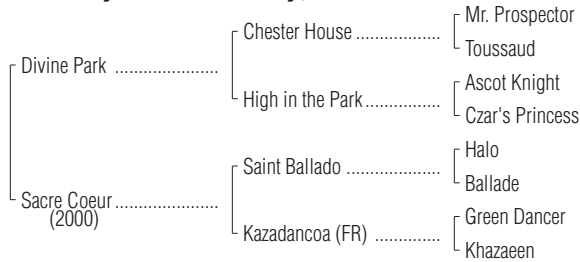 Mr. Prospector
Chester House ..................
Toussaud
Divine Park ......................
Ascot Knight
High in the Park................
Czar's Princess
Halo
Saint Ballado ....................
Ballade
Sacre Coeur ......................
(2000)
Green Dancer
Kazadancoa (FR) ..............
Khazaeen